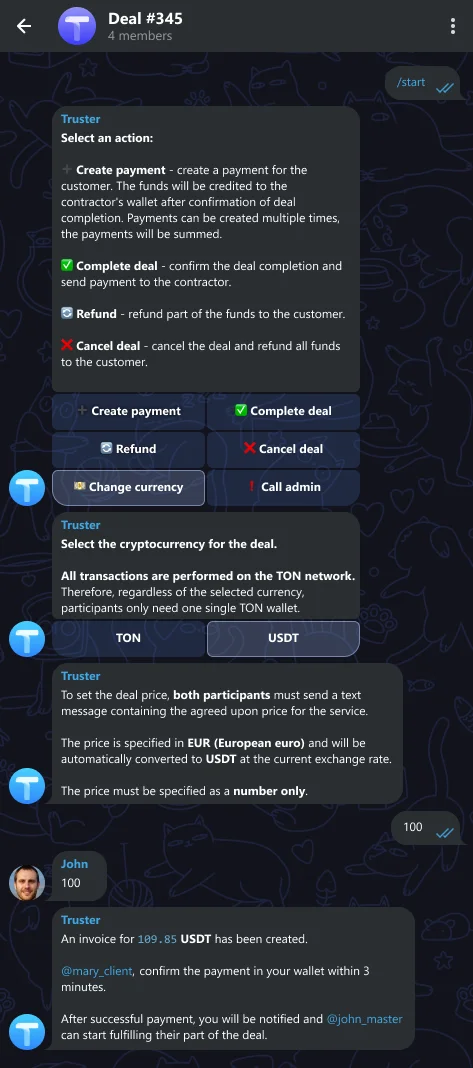 Deal #345
4 members
/start
Truster
Select an action:
➕ Create payment - create a payment for the
customer. The funds will be credited to the
contractor's wallet after confirmation of deal
completion. Payments can be created multiple times,
the payments will be summed.
✅ Complete deal - confirm the deal completion and
send payment to the contractor.
🔄 Refund - refund part of the funds to the customer.
❌ Cancel deal - cancel the deal and refund all funds
to the customer.
➕ Create payment
✅ Complete deal
🔄 Refund
❌ Cancel deal
💴 Change currency
❗ Call admin
Truster
Select the cryptocurrency for the deal.
All transactions are performed on the TON network.
Therefore, regardless of the selected currency,
participants only need one single TON wallet.
TON
USDT
Truster
To set the deal price, both participants must send a text
message containing the agreed upon price for the service.
The price is specified in EUR (European euro) and will be
automatically converted to USDT at the current exchange rate.
The price must be specified as a number only.
100
John
100
Truster
An invoice for 109.85 USDT has been created.
@mary_client, confirm the payment in your wallet within 3
minutes.
After successful payment, you will be notified and @john_master
can start fulfilling their part of the deal.